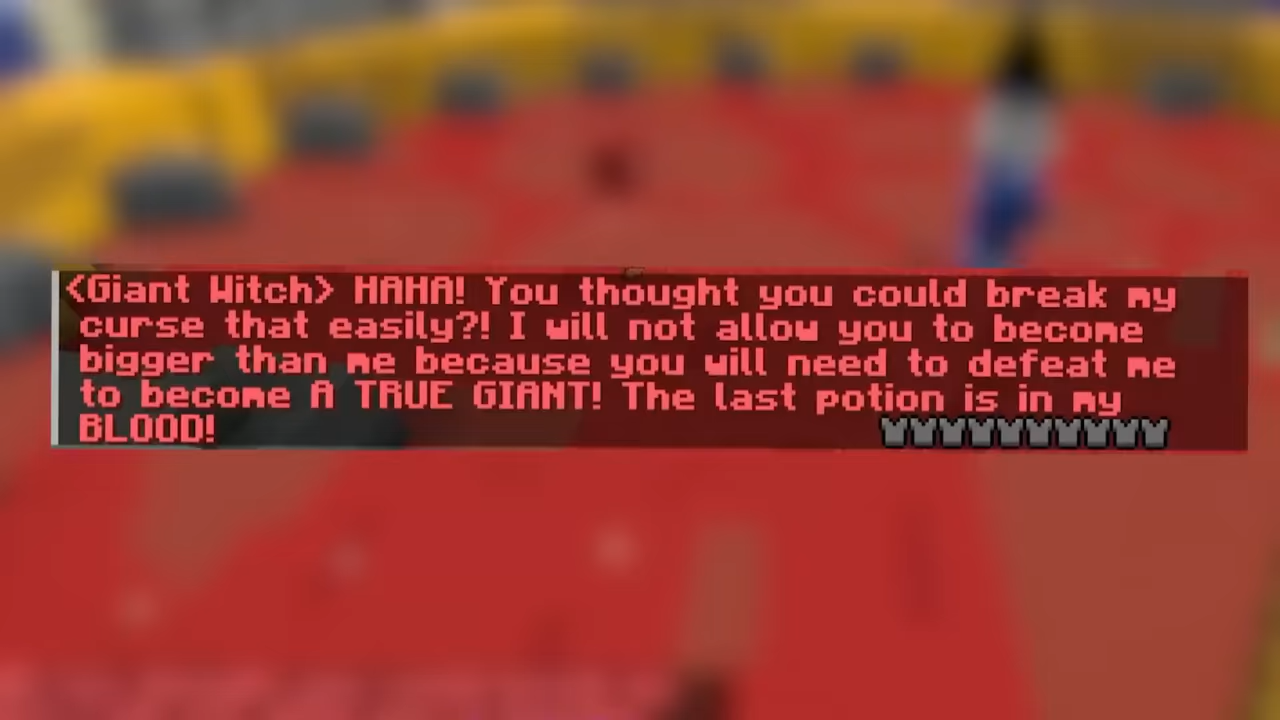 <Giant Witch> HAHA! You thought you could break my
curse that easily?! I will not allow you to become
bigger than me because you will need to defeat me
to become A TRUE GIANT! The last potion is in my
BLOOD!